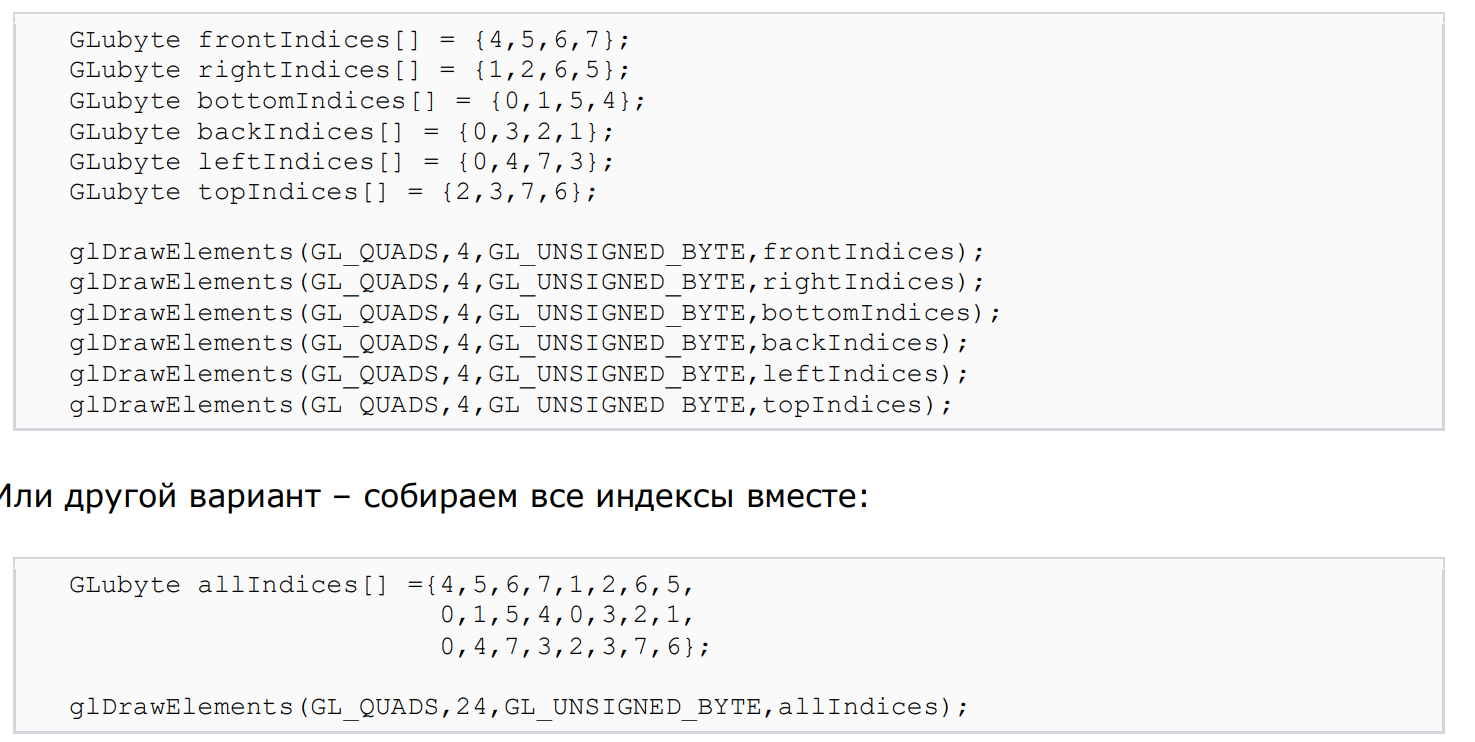 GLubyte frontIndices[] = {4,5,6,7};
GLubyte rightIndices[] = {1,2,6,5};
GLubyte bottomIndices[] = {0,1,5,4};
GLubyte backIndices[] = {0,3,2,1};
GLubyte leftIndices[] = {0,4,7,3};
GLubyte topIndices[] = {2,3,7,6};
glDrawElements(GL_QUADS,4,GL_UNSIGNED_BYTE,frontIndices);
glDrawElements(GL_QUADS,4,GL_UNSIGNED_BYTE,rightIndices);
glDrawElements(GL_QUADS,4,GL_UNSIGNED_BYTE,bottomIndices);
glDrawElements(GL_QUADS,4,GL_UNSIGNED_BYTE,backIndices);
glDrawElements(GL_QUADS,4,GL_UNSIGNED_BYTE,leftIndices);
glDrawElements(GL_QUADS,4,GL_UNSIGNED_BYTE,topIndices);
Или другой вариант – собираем все индексы вместе:
GLubyte allIndices[] ={4,5,6,7,1,2,6,5,
0,1,5,4,0,3,2,1,
0,4,7,3,2,3,7,6};
glDrawElements(GL_QUADS,24,GL_UNSIGNED_BYTE,allIndices);